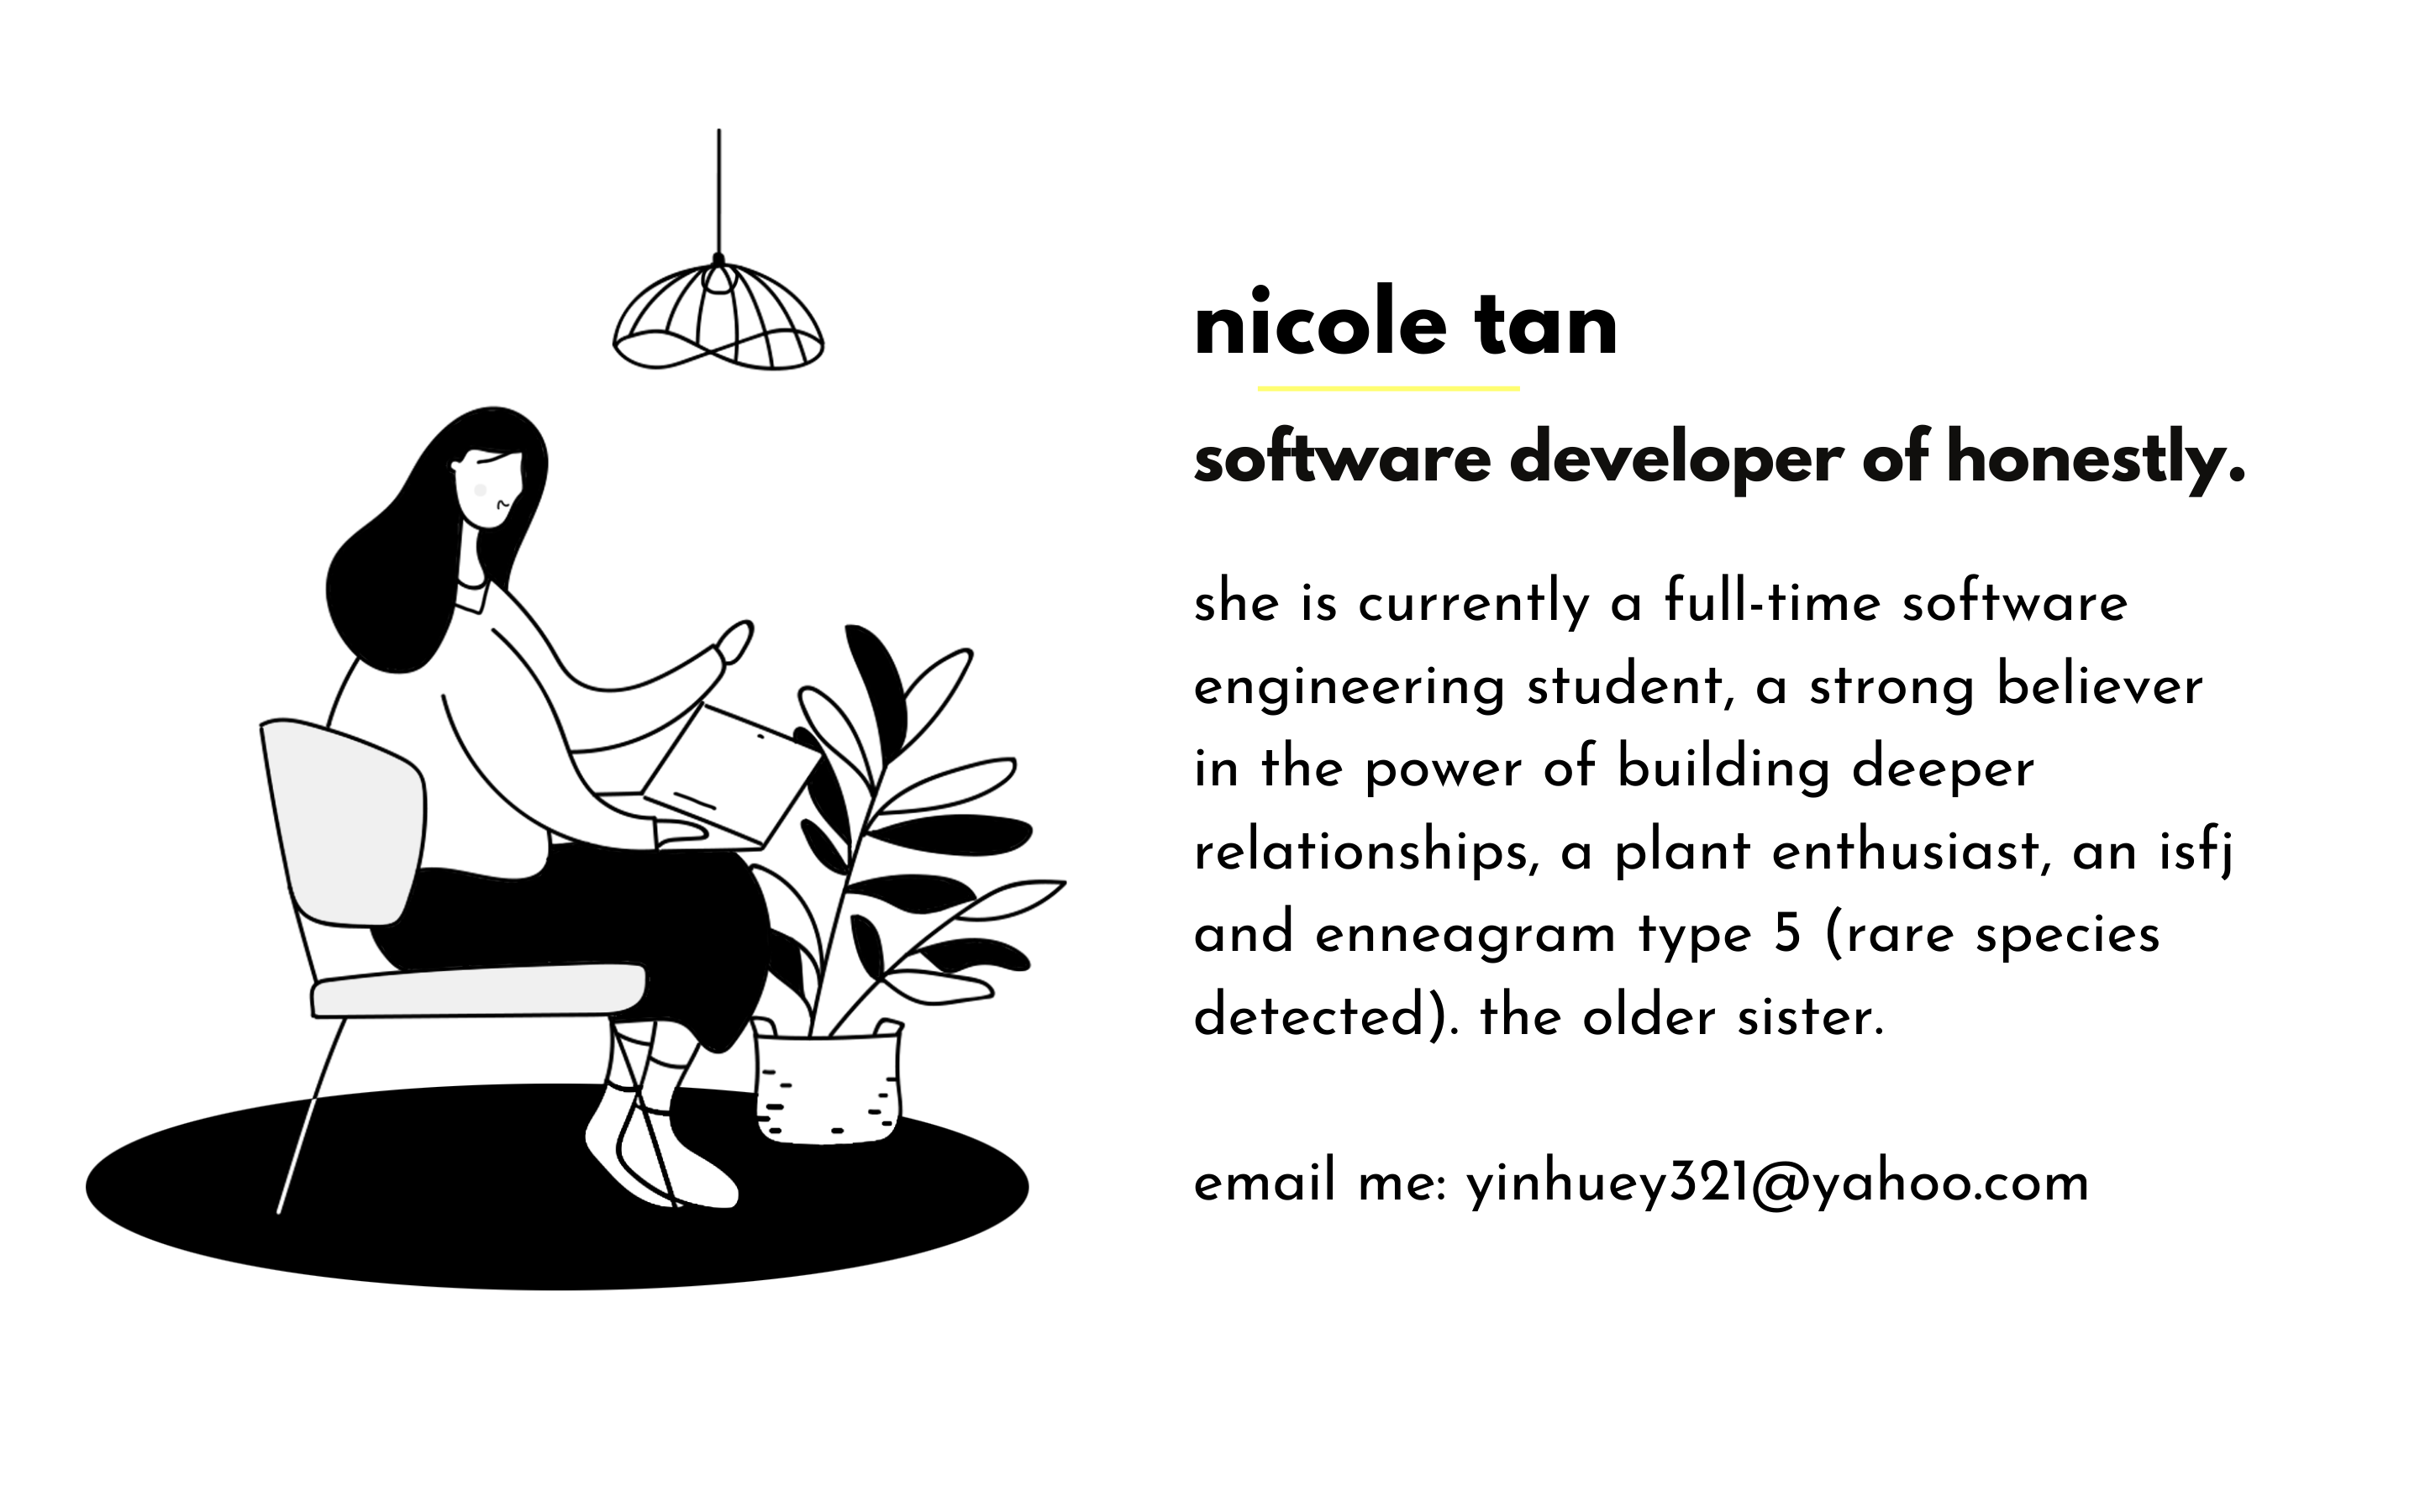 nicole tan
software developer of honestly.
she is currently a full-time software
engineering student, a strong believer
in the power of building deeper
relationships, a plant enthusiast, an isfj
and enneagram type 5 (rare species
detected). the older sister.
email me: yinhuey321@yahoo.com